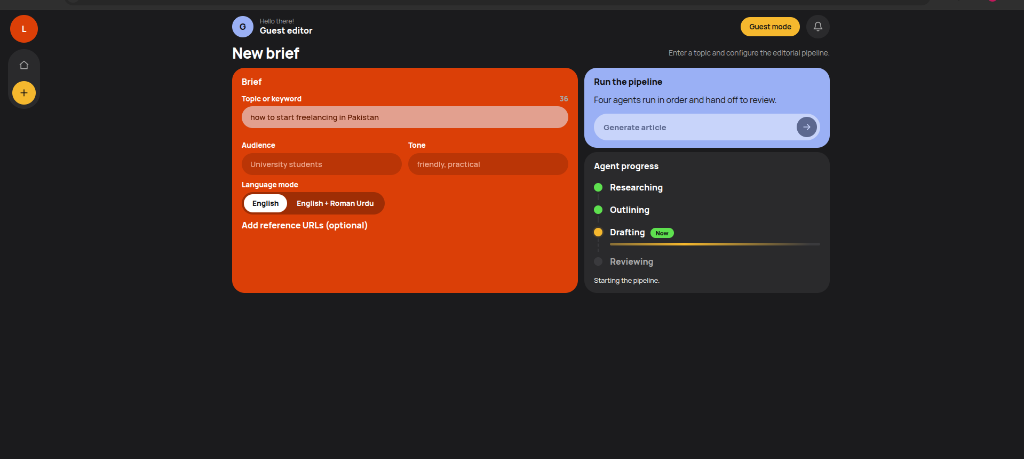 L
G
Hello there!
Guest editor
Guest mode
New brief
Enter a topic and configure the editorial pipeline.
Brief
Topic or keyword
36
how to start freelancing in Pakistan
Audience
Tone
University students
friendly, practical
Language mode
English
English + Roman Urdu
Add reference URLs (optional)
Run the pipeline
Four agents run in order and hand off to review.
Generate article
Agent progress
Researching
Outlining
Drafting
Now
Reviewing
Starting the pipeline.